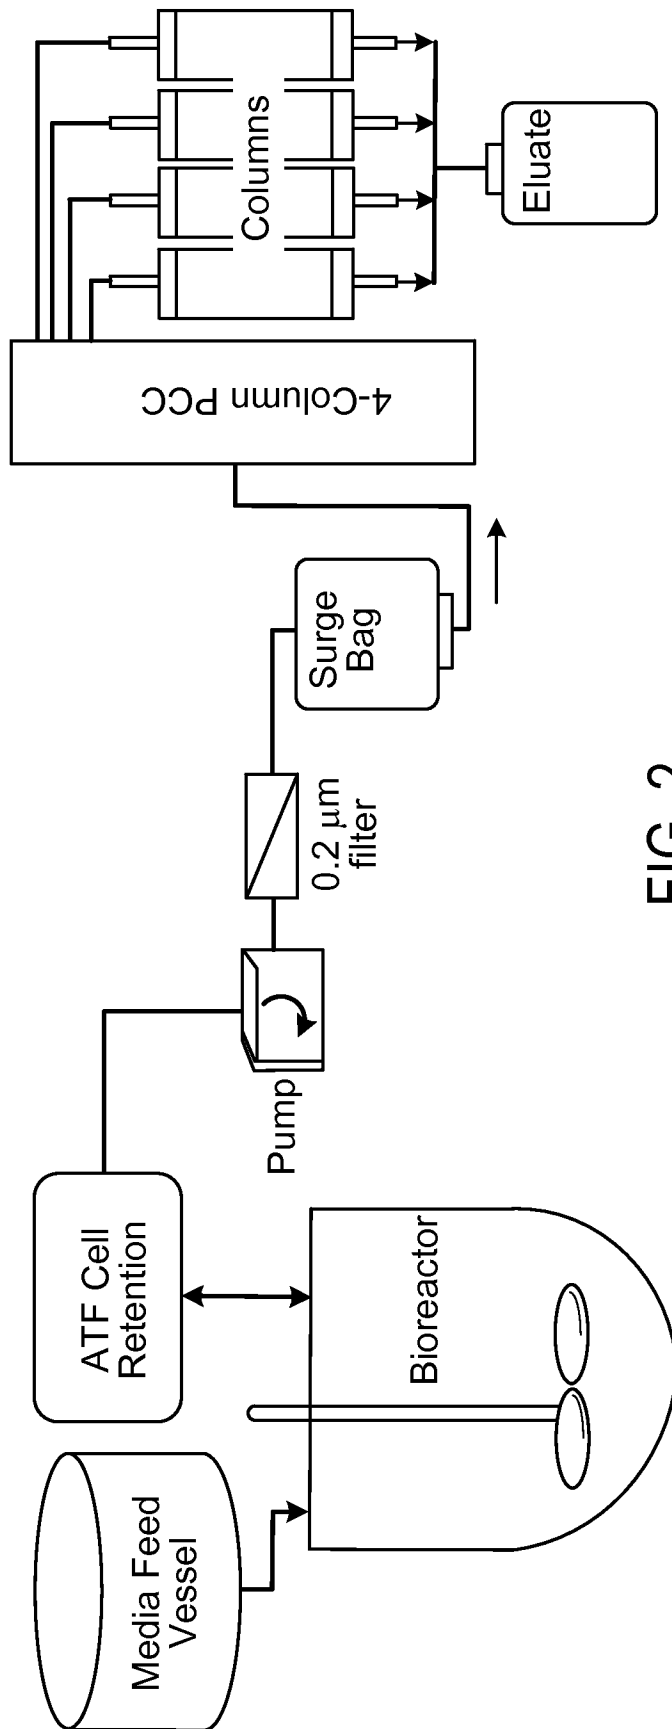 Media Feed
Vessel
ATF Cell
Retention
Bioreactor
Pump
0.2 μm
filter
Surge
Bag
4-Column PCC
Columns
Eluate
FIG. 2